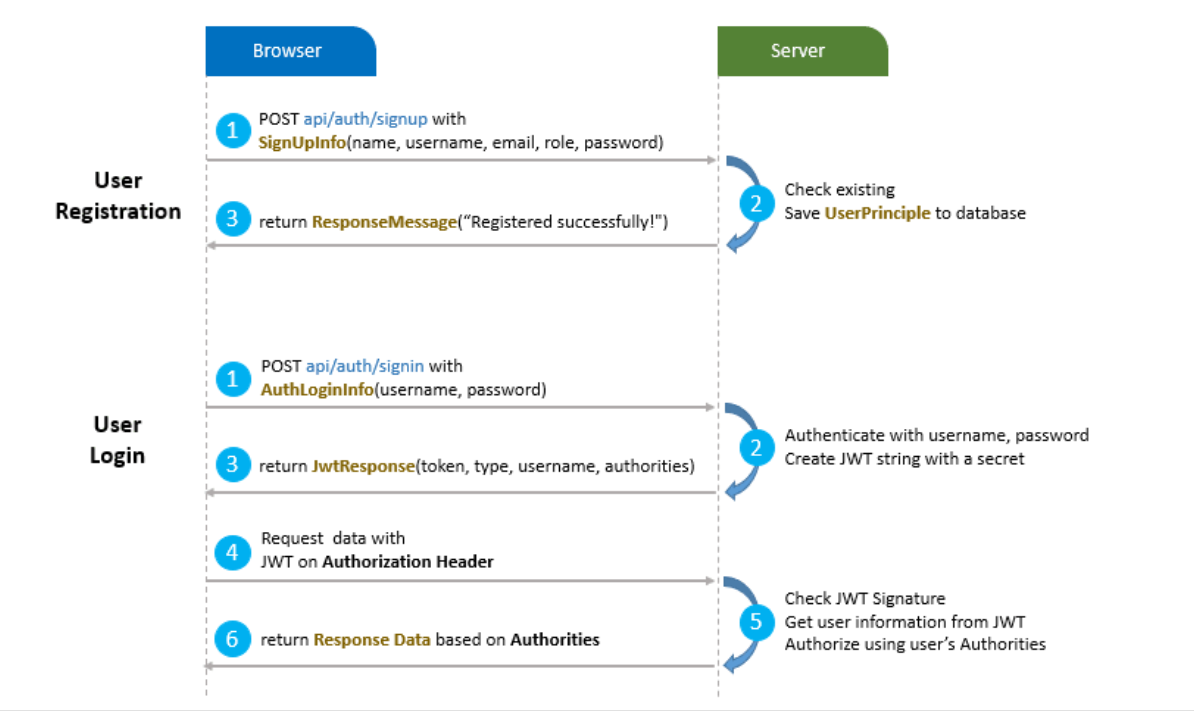 Browser
Server
1
POST api/auth/signup with
SignUpInfo(name, username, email, role, password)
User
Registration
2
Check existing
Save UserPrinciple to database
3
return ResponseMessage(“Registered successfully!")
1
POST api/auth/signin with
AuthLoginInfo(username, password)
User
Login
2
Authenticate with username, password
Create JWT string with a secret
3
return JwtResponse(token, type, username, authorities)
4
Request  data with
JWT on Authorization Header
5
Check JWT Signature
Get user information from JWT
Authorize using user’s Authorities
6
return Response Data based on Authorities